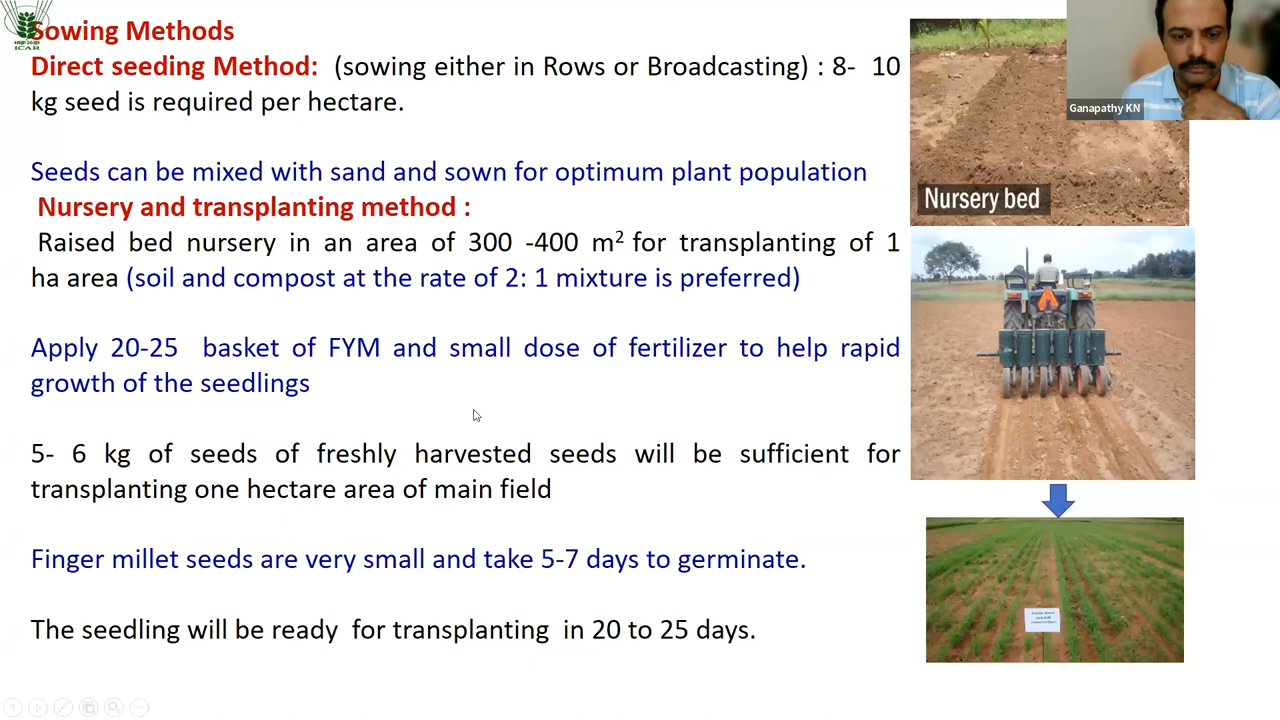 Sowing Methods
Direct seeding Method: (sowing either in Rows or Broadcasting) : 8- 10
kg seed is required per hectare.
Seeds can be mixed with sand and sown for optimum plant population
Nursery and transplanting method :
Raised bed nursery in an area of 300 -400 m² for transplanting of 1
ha area (soil and compost at the rate of 2: 1 mixture is preferred)
Apply 20-25 basket of FYM and small dose of fertilizer to help rapid
growth of the seedlings
5- 6 kg of seeds of freshly harvested seeds will be sufficient for
transplanting one hectare area of main field
Finger millet seeds are very small and take 5-7 days to germinate.
The seedling will be ready for transplanting in 20 to 25 days.
ICAR
Ganapathy KN
Nursery bed